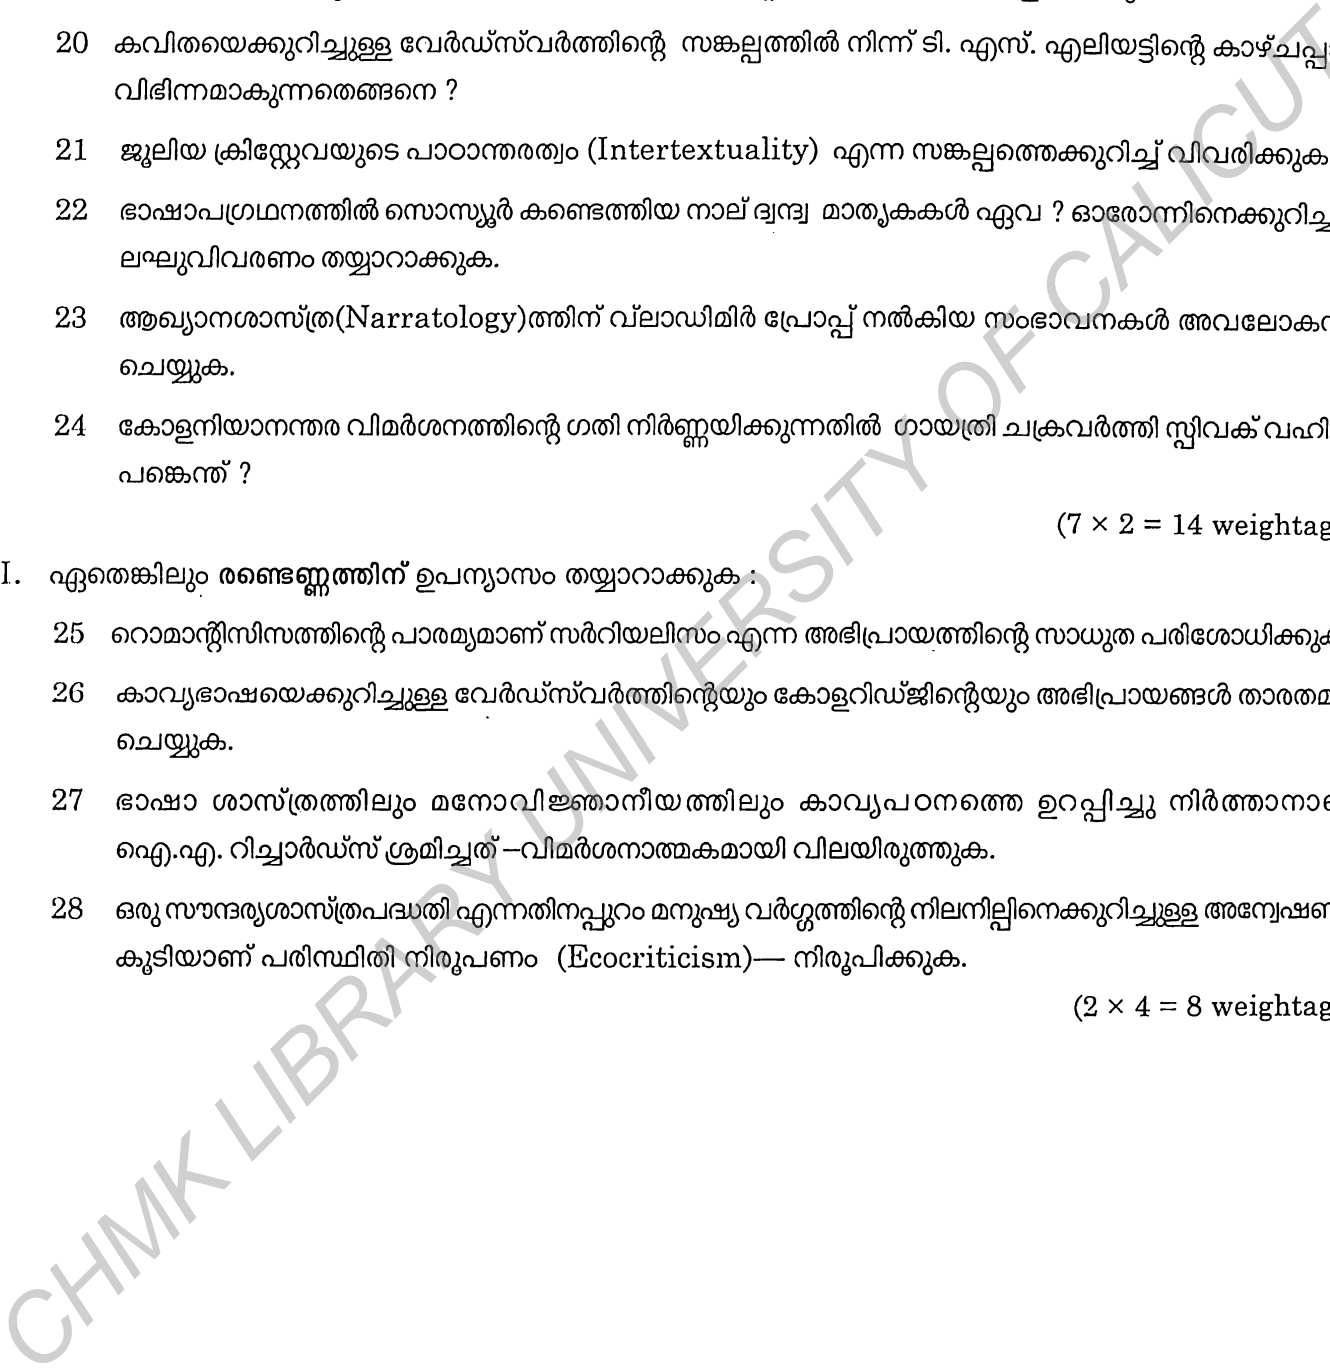 20 കവിതയെക്കുറിച്ചുള്ള വേർഡ്സ്‌വർത്തിന്റെ സങ്കല്പത്തിൽ നിന്ന് ടി. എസ്. എലിയട്ടിന്റെ
വിഭിന്നമാകുന്നതെങ്ങനെ ?
21 ജൂലിയ ക്രിസ്റ്റേവയുടെ പാഠാന്തരത്വം (Intertextuality) എന്ന സങ്കല്പത്തെക്കുറിച്ച് വിവരിക്കുക
22 ഭാഷാപഗ്രഥനത്തിൽ സൊസ്യൂർ കണ്ടെത്തിയ നാല് ദ്വന്ദ്വ മാതൃകകൾ ഏവ ? ഓരോന്നിനെക്കുറിച്ച
ലഘുവിവരണം തയ്യാറാക്കുക.
23 ആഖ്യാനശാസ്ത്ര(Narratology)ത്തിന് വ്ലാഡിമിർ പ്രോപ്പ് നൽകിയ സംഭാവനകൾ
ചെയ്യുക.
24 കോളനിയാനന്തര വിമർശനത്തിന്റെ ഗതി നിർണ്ണയിക്കുന്നതിൽ ഗായത്രി ചക്രവർത്തി സ്പിവക് വഹി
പങ്കെന്ത് ?
(7 × 2 = 14 weightag
I. ഏതെങ്കിലും രണ്ടെണ്ണത്തിന് ഉപന്യാസം തയ്യാറാക്കുക :
25 റൊമാന്റിസിസത്തിന്റെ പാരമ്യമാണ് സർറിയലിസം എന്ന അഭിപ്രായത്തിന്റെ സാധുത പരിശോധിക്കുക
26 കാവ്യഭാഷയെക്കുറിച്ചുള്ള വേർഡ്സ്‌വർത്തിന്റെയും കോളറിഡ്ജിന്റെയും അഭിപ്രായങ്ങൾ
ചെയ്യുക.
27 ഭാഷാ ശാസ്ത്രത്തിലും മനോവിജ്ഞാനീയത്തിലും കാവ്യപഠനത്തെ ഉറപ്പിച്ചു നിർത്താനാ
ഐ.എ. റിച്ചാർഡ്സ് ശ്രമിച്ചത് –വിമർശനാത്മകമായി വിലയിരുത്തുക.
28 ഒരു സൗന്ദര്യശാസ്ത്രപദ്ധതി എന്നതിനപ്പുറം മനുഷ്യ വർഗ്ഗത്തിന്റെ നിലനില്പിനെക്കുറിച്ചുള്ള അന്വേഷണ
കൂടിയാണ് പരിസ്ഥിതി നിരൂപണം (Ecocriticism)— നിരൂപിക്കുക.
(2 × 4 = 8 weightag
CHMK LIBRARY UNIVERSITY OF CALICUT